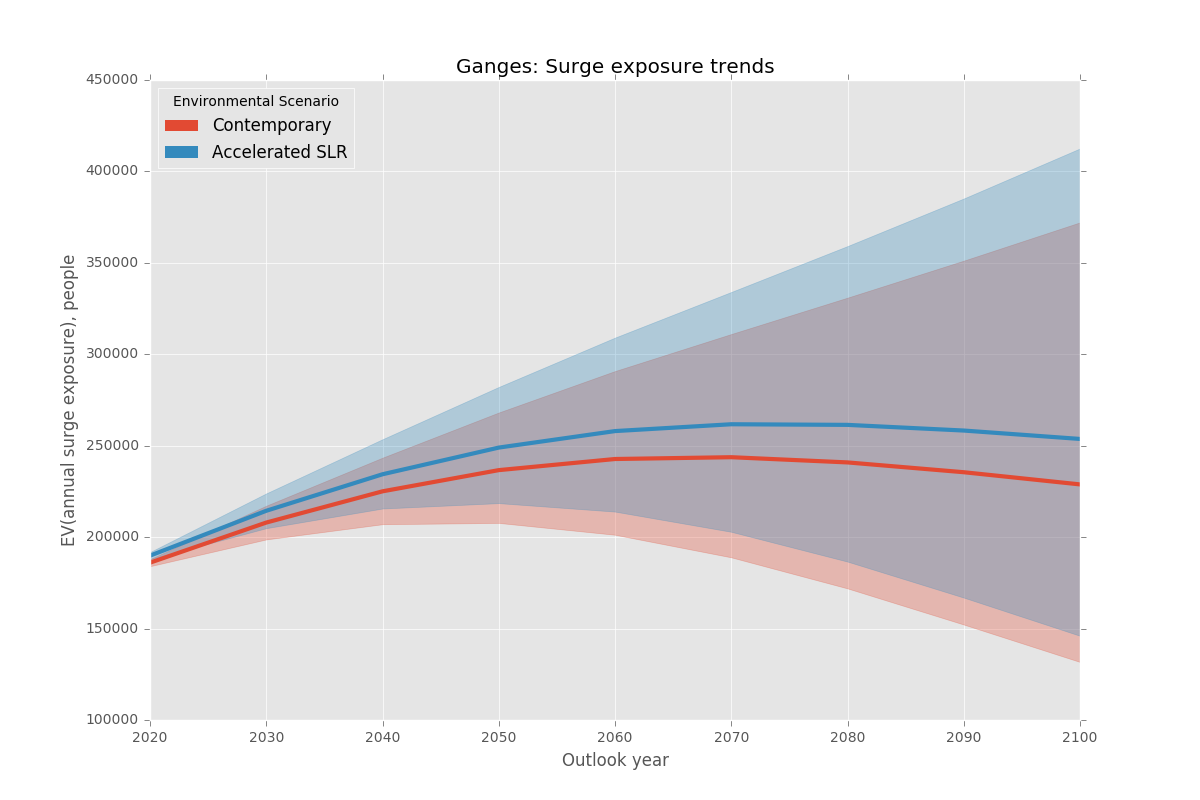 Ganges: Surge exposure trends
Environmental Scenario
Contemporary
Accelerated SLR
EV(annual surge exposure), people
450000
400000
350000
300000
250000
200000
150000
100000
2020 2030 2040 2050 2060 2070 2080 2090 2100
Outlook year